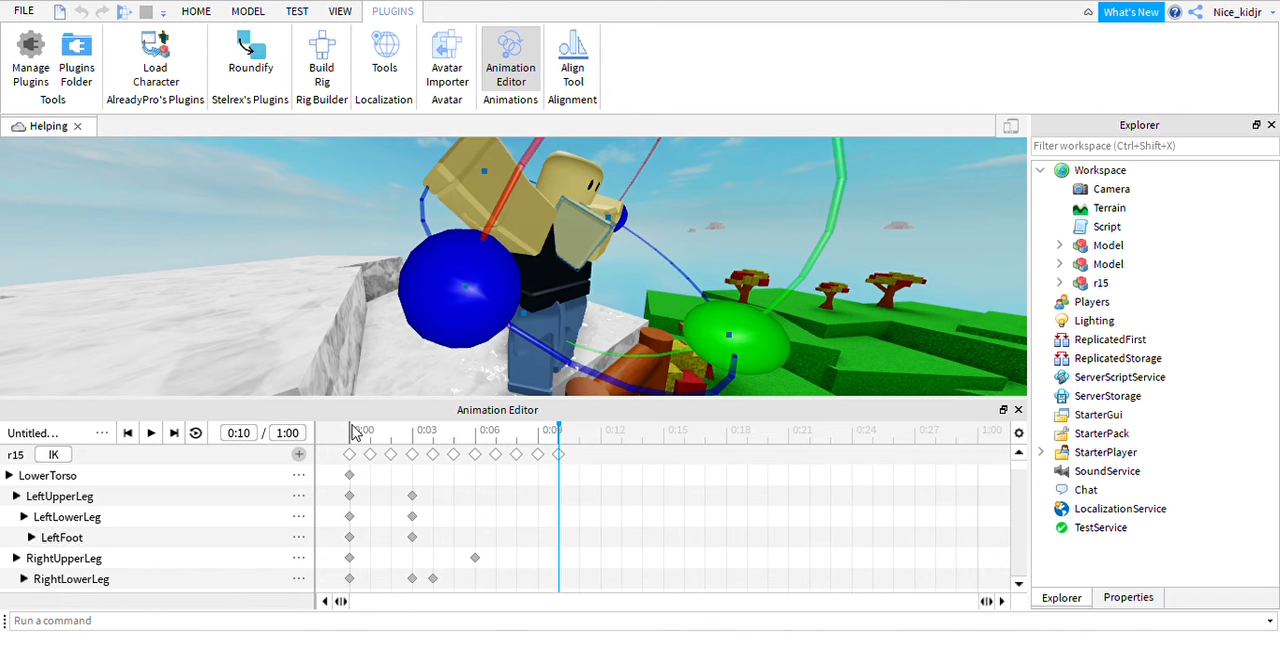 FILE HOME MODEL TEST VIEW PLUGINS What's New Nice_kidjr
Manage Plugins Plugins Folder Load Character Roundify Build Rig Tools Avatar Importer Animation Editor Align Tool
Tools AlreadyPro's Plugins Stelrex's Plugins Rig Builder Localization Avatar Animations Alignment
Helping
Explorer
Filter workspace (Ctrl+Shift+X)
Workspace
Camera
Terrain
Script
Model
Model
r15
Players
Lighting
ReplicatedFirst
ReplicatedStorage
ServerScriptService
ServerStorage
StarterGui
StarterPack
StarterPlayer
SoundService
Chat
LocalizationService
TestService
Explorer Properties
Animation Editor
Untitled... 0:10 / 1:00 :00 0:03 0:06 0:09 0:12 0:15 0:18 0:21 0:24 0:27 1:00
r15 IK
LowerTorso
LeftUpperLeg
LeftLowerLeg
LeftFoot
RightUpperLeg
RightLowerLeg
Run a command